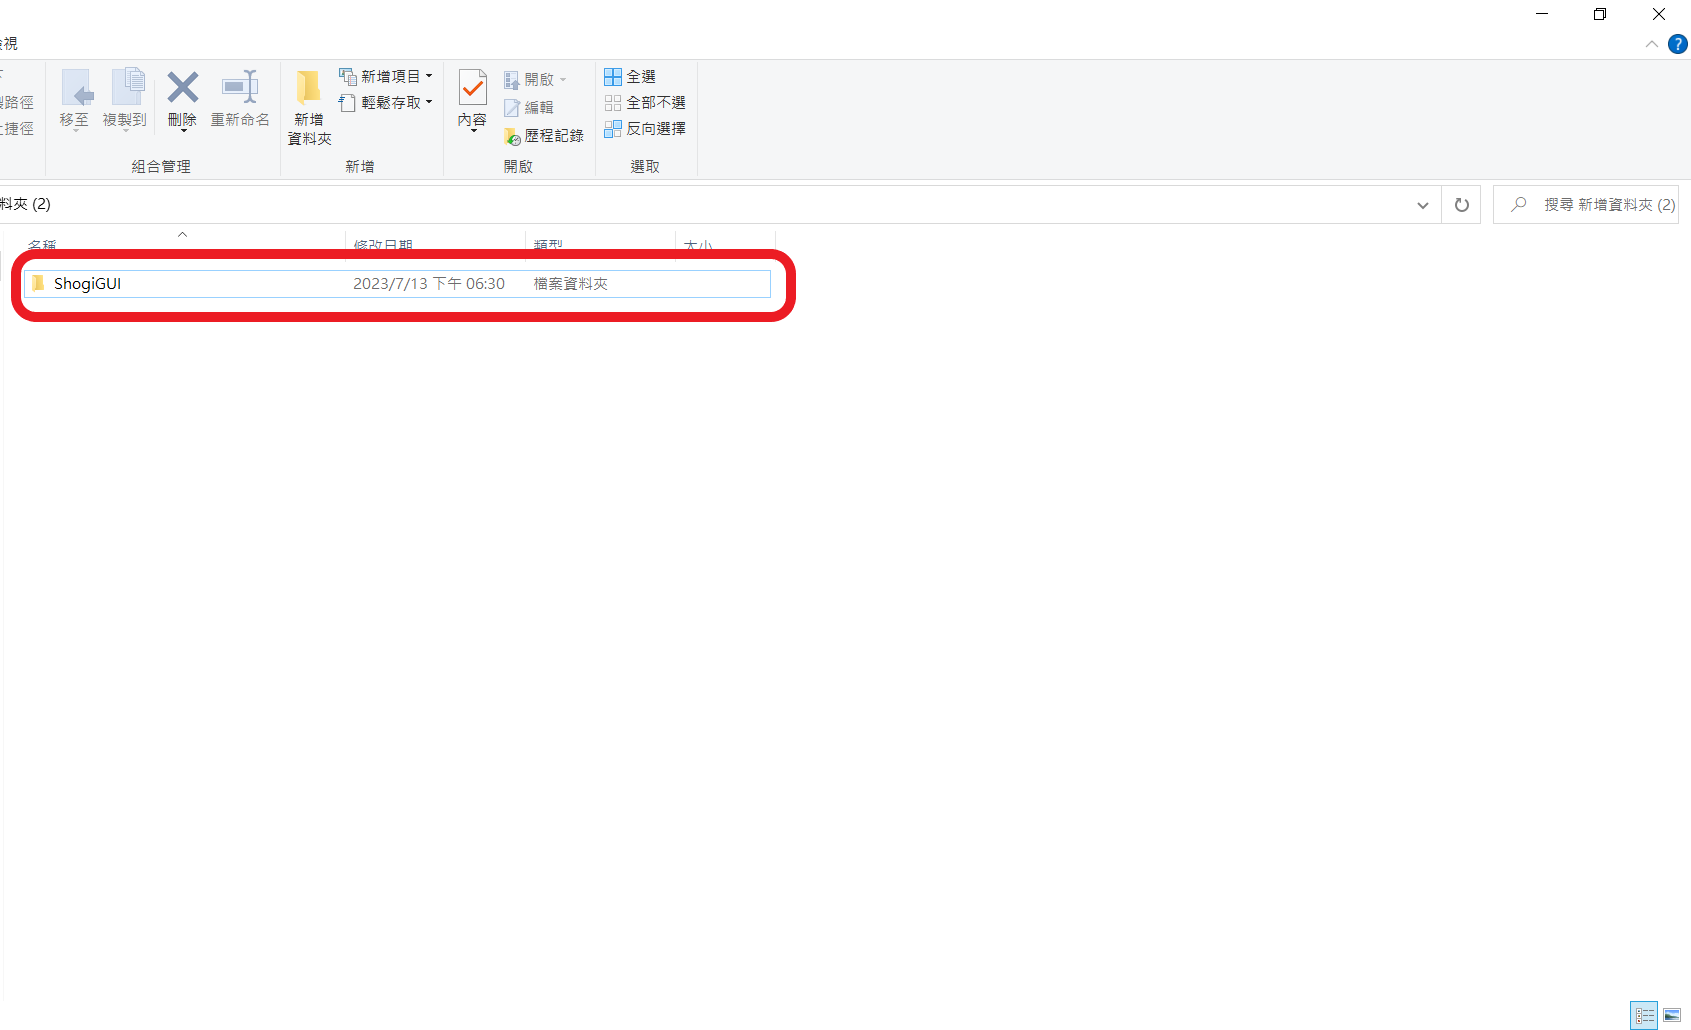 檢視
路徑
捷徑
移至
複製到
刪除
重新命名
組合管理
新增
資料夾
新增項目
輕鬆存取
新增
內容
開啟
編輯
歷程記錄
開啟
全選
全部不選
反向選擇
選取
料夾 (2)
搜尋 新增資料夾 (2)
名稱 修改日期 類型 大小
ShogiGUI 2023/7/13 下午 06:30 檔案資料夾